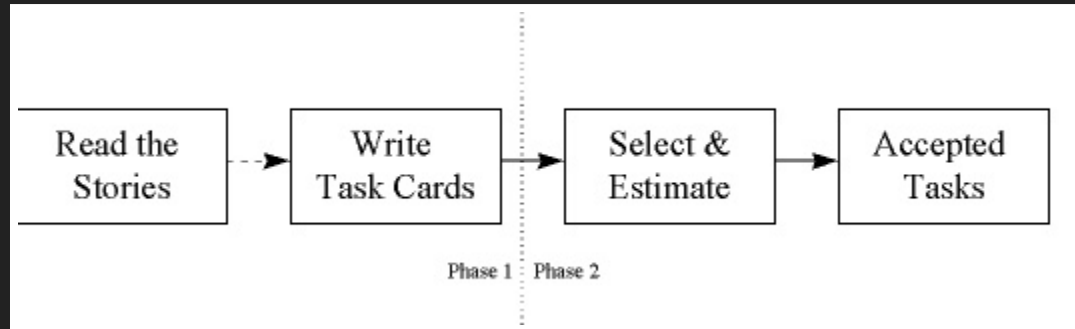 Read the
Stories
Write
Task Cards
Select &
Estimate
Accepted
Tasks
Phase 1
Phase 2